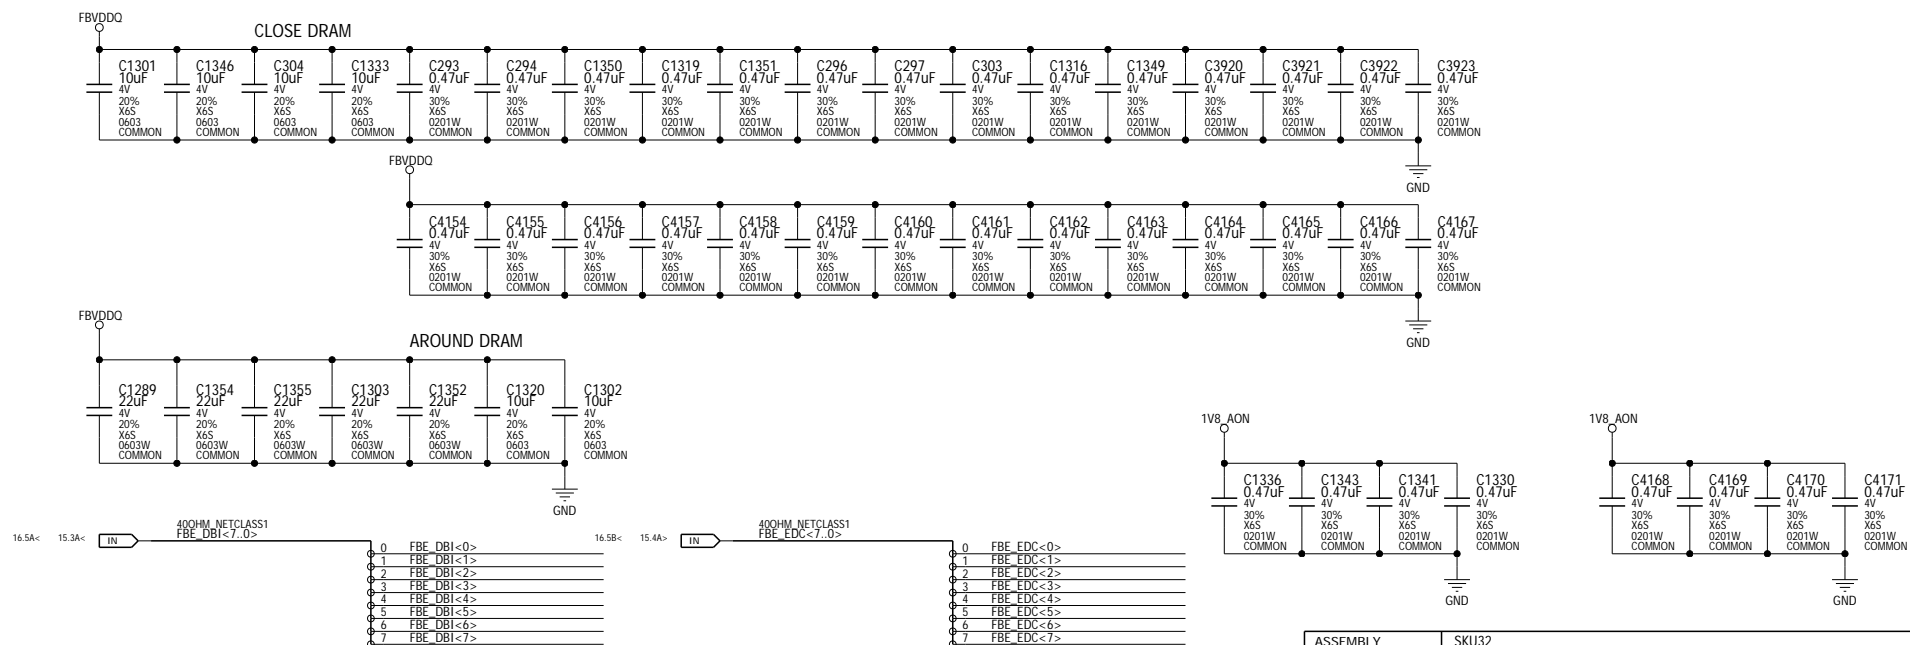 FBVDDQ
CLOSE DRAM
C1301 C1346 C304 C1333 C293 C294 C1350 C1319 C1351 C296 C297 C303 C1316 C1349 C3920 C3921 C3922 C3923
10uF 10uF 10uF 10uF 0.47uF 0.47uF 0.47uF 0.47uF 0.47uF 0.47uF 0.47uF 0.47uF 0.47uF 0.47uF 0.47uF 0.47uF 0.47uF 0.47uF
4V 4V 4V 4V 4V 4V 4V 4V 4V 4V 4V 4V 4V 4V 4V 4V 4V 4V
20% 20% 20% 20% 30% 30% 30% 30% 30% 30% 30% 30% 30% 30% 30% 30% 30% 30%
X6S X6S X6S X6S X6S X6S X6S X6S X6S X6S X6S X6S X6S X6S X6S X6S X6S X6S
0603 0603 0603 0603 0201W 0201W 0201W 0201W 0201W 0201W 0201W 0201W 0201W 0201W 0201W 0201W 0201W 0201W
COMMON COMMON COMMON COMMON COMMON COMMON COMMON COMMON COMMON COMMON COMMON COMMON COMMON COMMON COMMON COMMON COMMON COMMON
GND
FBVDDQ
C4154 C4155 C4156 C4157 C4158 C4159 C4160 C4161 C4162 C4163 C4164 C4165 C4166 C4167
0.47uF 0.47uF 0.47uF 0.47uF 0.47uF 0.47uF 0.47uF 0.47uF 0.47uF 0.47uF 0.47uF 0.47uF 0.47uF 0.47uF
4V 4V 4V 4V 4V 4V 4V 4V 4V 4V 4V 4V 4V 4V
30% 30% 30% 30% 30% 30% 30% 30% 30% 30% 30% 30% 30% 30%
X6S X6S X6S X6S X6S X6S X6S X6S X6S X6S X6S X6S X6S X6S
0201W 0201W 0201W 0201W 0201W 0201W 0201W 0201W 0201W 0201W 0201W 0201W 0201W 0201W
COMMON COMMON COMMON COMMON COMMON COMMON COMMON COMMON COMMON COMMON COMMON COMMON COMMON COMMON
GND
FBVDDQ
AROUND DRAM
C1289 C1354 C1355 C1303 C1352 C1320 C1302
22uF 22uF 22uF 22uF 22uF 10uF 10uF
4V 4V 4V 4V 4V 4V 4V
20% 20% 20% 20% 20% 20% 20%
X6S X6S X6S X6S X6S X6S X6S
0603W 0603W 0603W 0603W 0603W 0603 0603
COMMON COMMON COMMON COMMON COMMON COMMON COMMON
GND
1V8_AON
C1336 C1343 C1341 C1330
0.47uF 0.47uF 0.47uF 0.47uF
4V 4V 4V 4V
30% 30% 30% 30%
X6S X6S X6S X6S
0201W 0201W 0201W 0201W
COMMON COMMON COMMON COMMON
GND
1V8_AON
C4168 C4169 C4170 C4171
0.47uF 0.47uF 0.47uF 0.47uF
4V 4V 4V 4V
30% 30% 30% 30%
X6S X6S X6S X6S
0201W 0201W 0201W 0201W
COMMON COMMON COMMON COMMON
GND
40OHM_NETCLASS1
16.5A< 15.3A< IN FBE_DBI<7..0>
0 FBE_DBI<0>
1 FBE_DBI<1>
2 FBE_DBI<2>
3 FBE_DBI<3>
4 FBE_DBI<4>
5 FBE_DBI<5>
6 FBE_DBI<6>
7 FBE_DBI<7>
40OHM_NETCLASS1
16.5B< 15.4A> IN FBE_EDC<7..0>
0 FBE_EDC<0>
1 FBE_EDC<1>
2 FBE_EDC<2>
3 FBE_EDC<3>
4 FBE_EDC<4>
5 FBE_EDC<5>
6 FBE_EDC<6>
7 FBE_EDC<7>
ASSEMBLY SKU32